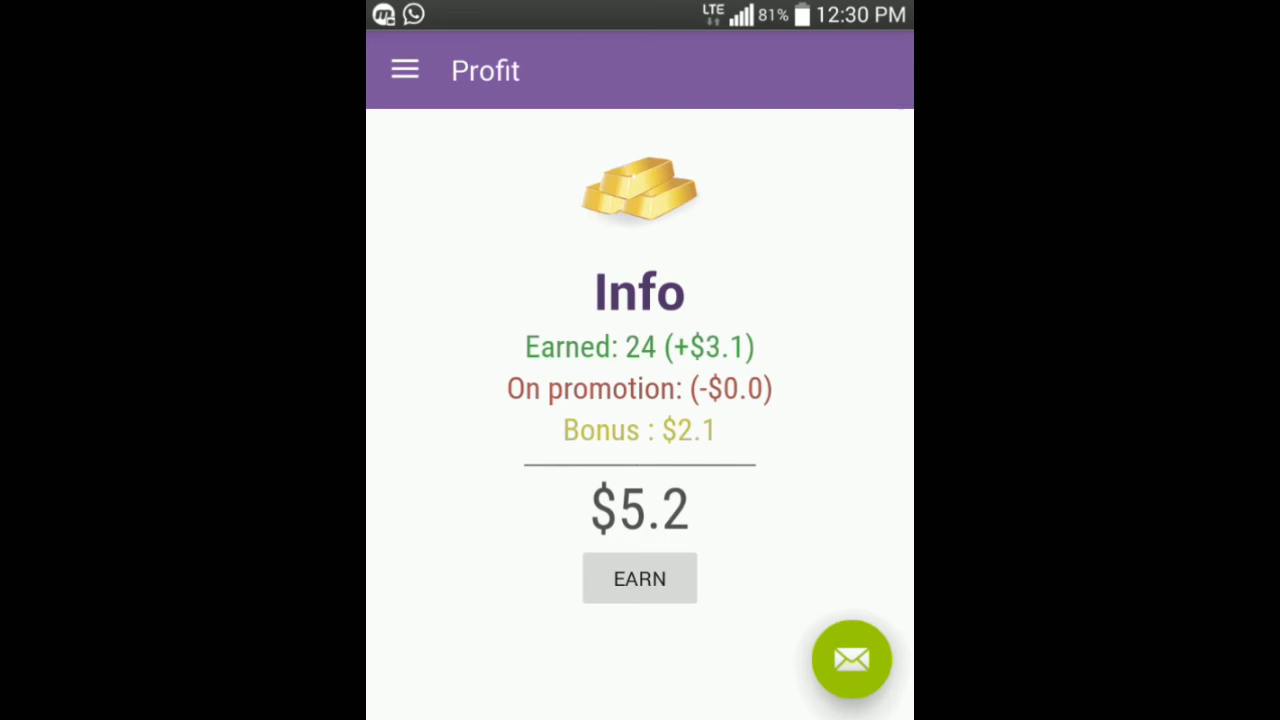 LTE 81% 12:30 PM
Profit
Info
Earned: 24 (+$3.1)
On promotion: (-$0.0)
Bonus : $2.1
$5.2
EARN